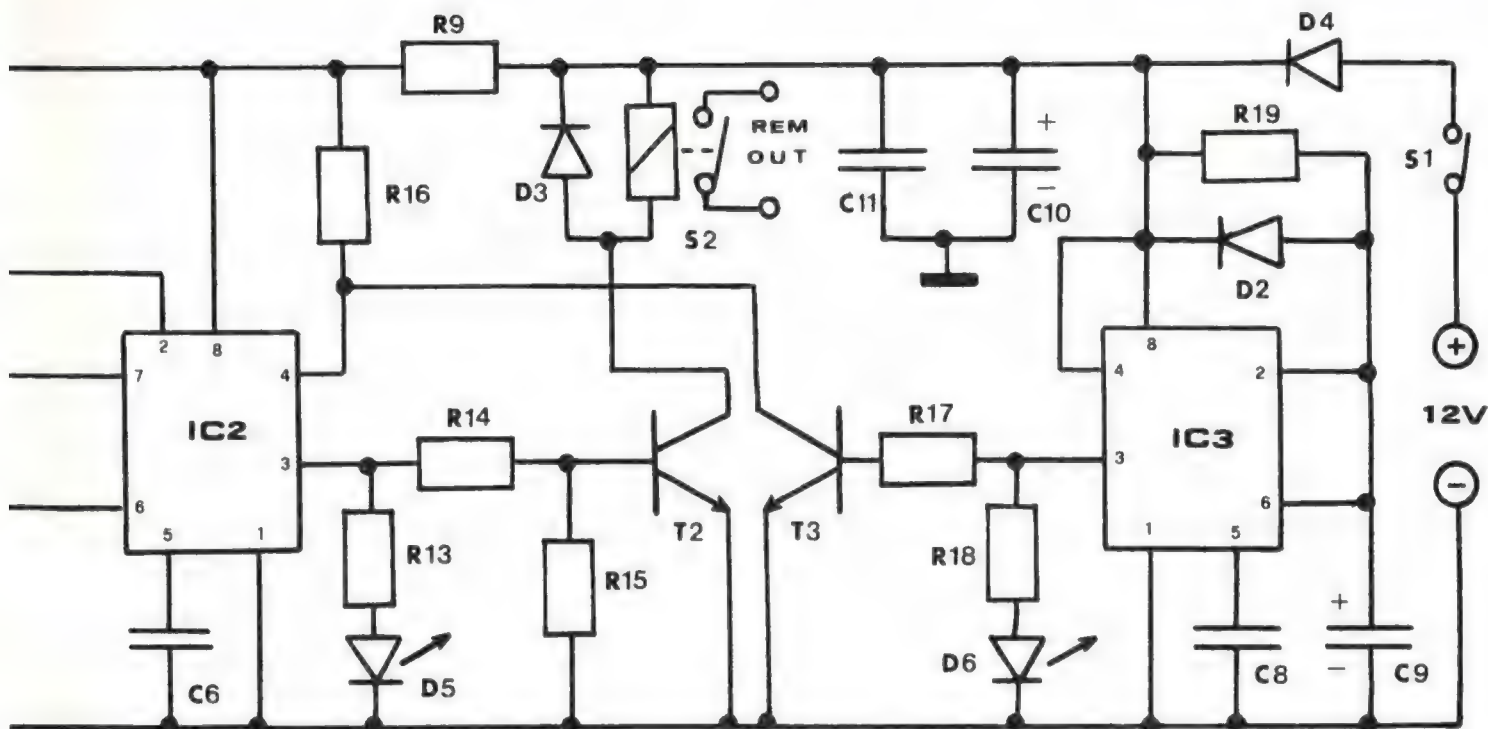 R9
D4
R19
S1
+
REM
OUT
D3
R16
C11
-
C10
S2
D2
2
8
7
4
IC2
3
6
5
1
R14
R17
8
4
2
IC3
3
6
1
5
+
12V
-
R13
R15
T2
T3
R18
C6
D5
D6
C8
+
-
C9